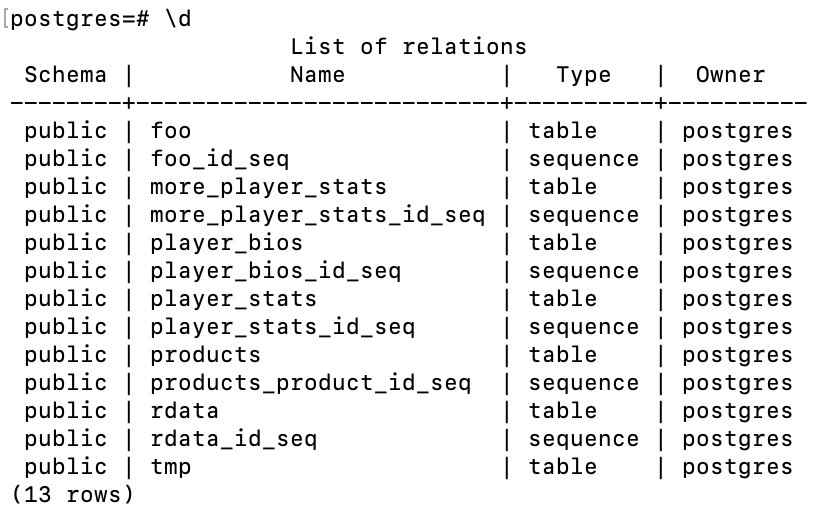 [postgres=# \d
                    List of relations
 Schema |           Name           |   Type   |  Owner
--------+--------------------------+----------+----------
 public | foo                      | table    | postgres
 public | foo_id_seq               | sequence | postgres
 public | more_player_stats        | table    | postgres
 public | more_player_stats_id_seq | sequence | postgres
 public | player_bios              | table    | postgres
 public | player_bios_id_seq       | sequence | postgres
 public | player_stats             | table    | postgres
 public | player_stats_id_seq      | sequence | postgres
 public | products                 | table    | postgres
 public | products_product_id_seq  | sequence | postgres
 public | rdata                    | table    | postgres
 public | rdata_id_seq             | sequence | postgres
 public | tmp                      | table    | postgres
(13 rows)